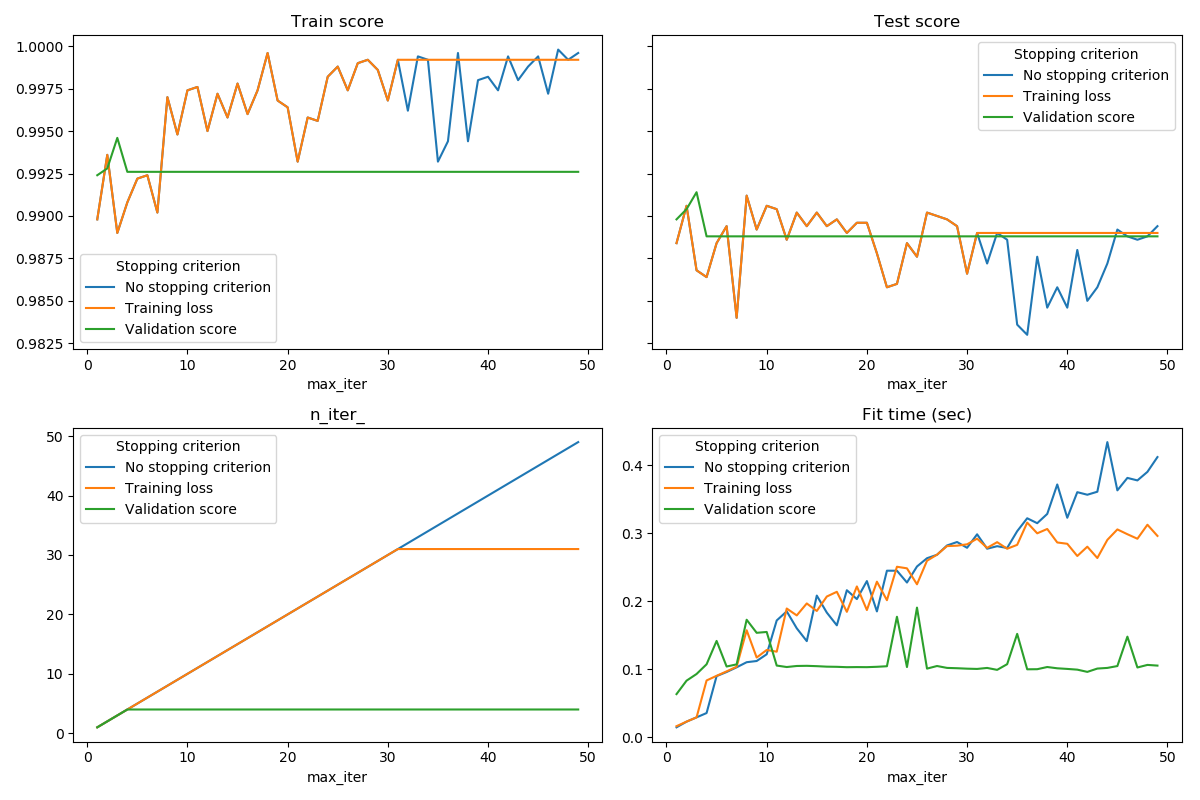 Train score
1.0000
0.9975
0.9950
0.9925
0.9900
0.9875
0.9850
0.9825
Stopping criterion
No stopping criterion
Training loss
Validation score
0 10 20 30 40 50
max_iter
Test score
Stopping criterion
No stopping criterion
Training loss
Validation score
0 10 20 30 40 50
max_iter
n_iter_
50
40
30
20
10
0
Stopping criterion
No stopping criterion
Training loss
Validation score
0 10 20 30 40 50
max_iter
Fit time (sec)
0.4
0.3
0.2
0.1
0.0
Stopping criterion
No stopping criterion
Training loss
Validation score
0 10 20 30 40 50
max_iter